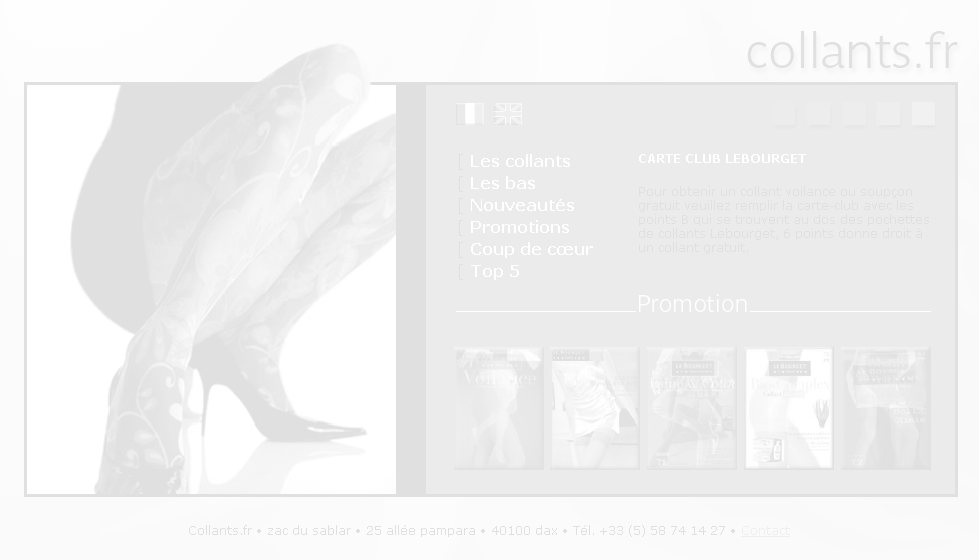 collants.fr
[ Les collants
[ Les bas
[ Nouveautés
[ Promotions
[ Coup de cœur
[ Top 5
CARTE CLUB LEBOURGET
Pour obtenir un collant voilance ou soupçon
gratuit veuillez remplir la carte-club avec les
points B qui se trouvent au dos des pochettes
de collants Lebourget, 6 points donne droit à
un collant gratuit..
Promotion
Collants.fr • zac du sablar • 25 allée pampara • 40100 dax • Tél. +33 (5) 58 74 14 27 • Contact